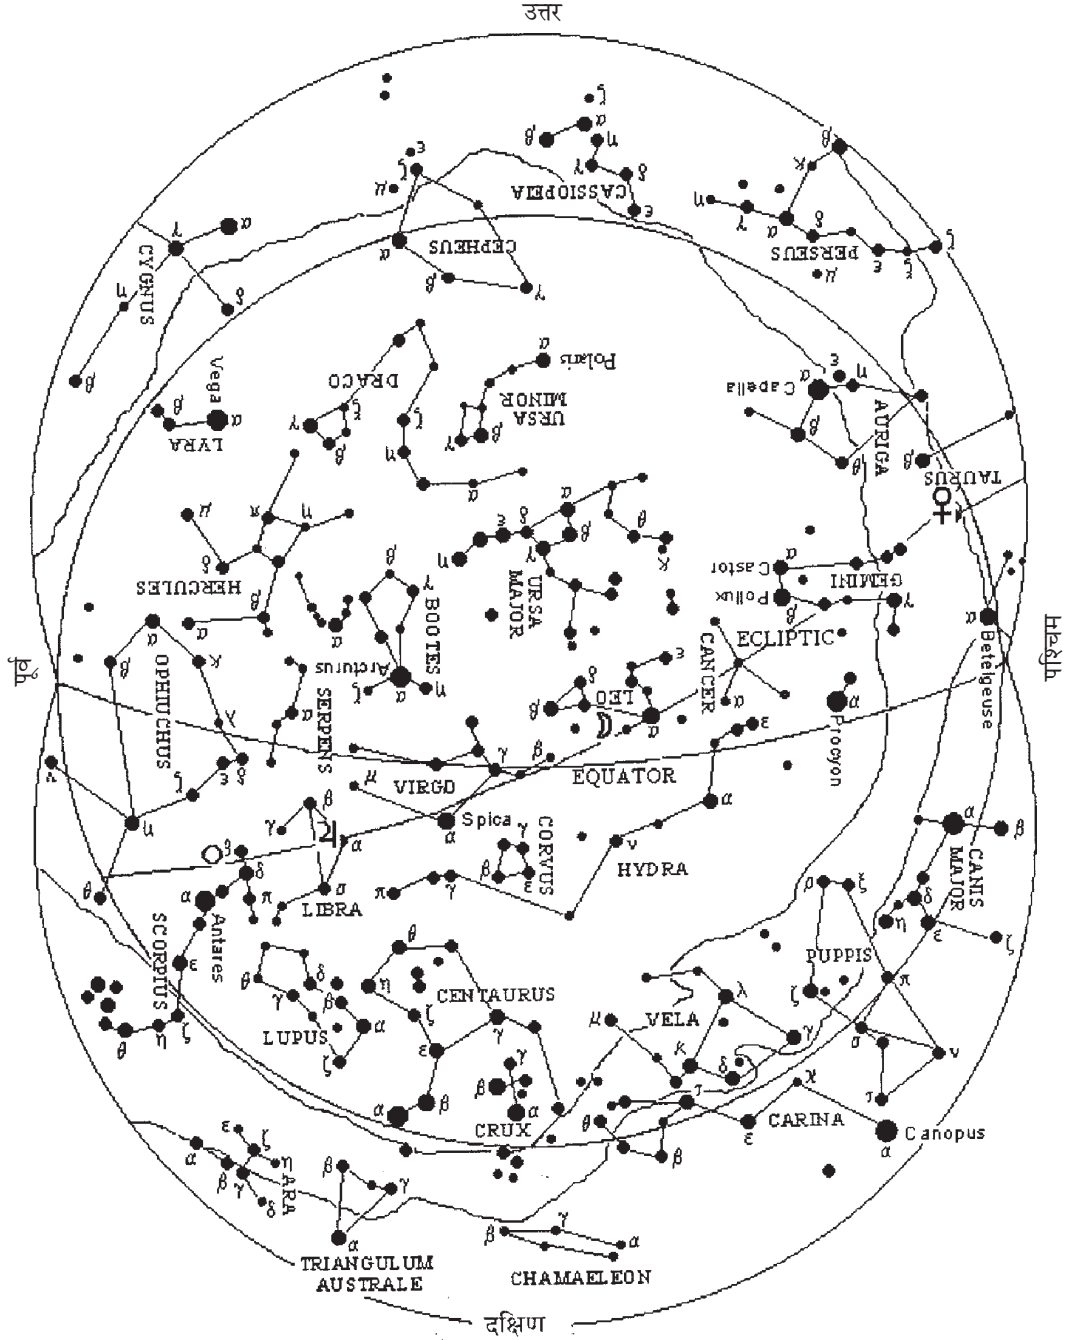 उत्तर
ζ
α
β
η
γ
δ
CASSIOPEIA
ε
ε
ζ
μ
α
CEPHEUS
β
γ
β
κ
η
γ
α
δ
PERSEUS
ε
ξ
ζ
μ
γ
α
CYGNUS
η
δ
β
Vega
β
α
LYRA
DRACO
γ
ξ
β
ζ
η
α
α
Polaris
URSA
MINOR
γ
β
ε
η
α
Capella
β
θ
AURIGA
β
TAURUS
μ
π
η
δ
HERCULES
β
α
α
β
γ
BOOTES
Arcturus
α
ζ
η
α
δ
ε
β
γ
η
URSA
MAJOR
θ
κ
α
Castor
Pollux
β
GEMINI
γ
α
Betelgeuse
पूर्व
पश्चिम
α
β
κ
OPHIUCHUS
λ
ν
ζ
ε
δ
η
θ
α
SERPENS
δ
LEO
ε
β
α
CANCER
α
ECLIPTIC
ε
α
Procyon
VIRGO
γ
β
EQUATOR
μ
Spica
α
γ
β
α
σ
LIBRA
CORVUS
γ
β
ε
π
γ
ν
α
HYDRA
α
β
CANIS
MAJOR
δ
η
ε
ζ
β
δ
π
α
Antares
SCORPIUS
ε
ζ
η
θ
θ
δ
γ
β
α
LUPUS
ζ
θ
η
CENTAURUS
ζ
γ
ε
α
β
γ
β
α
CRUX
ρ
ξ
PUPPIS
ζ
π
σ
ν
τ
λ
μ
VELA
κ
γ
δ
χ
CARINA
θ
β
ε
Canopus
α
ε
ζ
α
η
β
γ
δ
ARA
β
γ
α
TRIANGULUM
AUSTRALE
γ
β
α
CHAMAELEON
दक्षिण